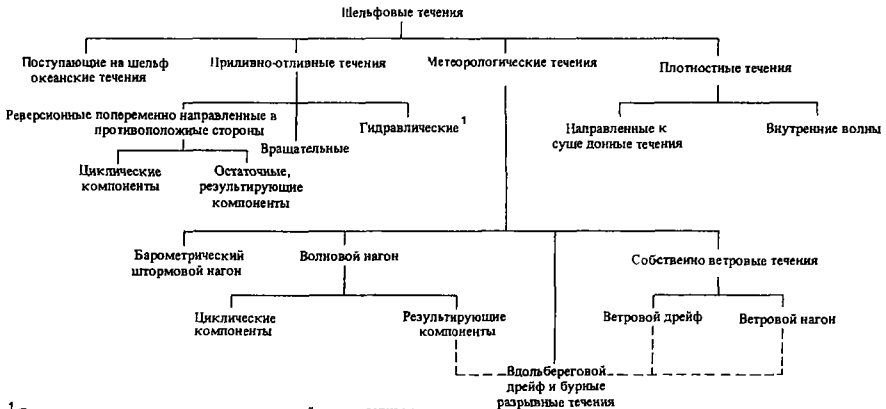 Шельфовые течения
Поступающие на шельф
океанские течения
Приливно-отливные течения
Метеорологические течения
Плотностные течения
Реверсионные попеременно направленные в
противоположные стороны
Вращательные
Гидравлические 1
Направленные к
суше донные течения
Внутренние волны
Циклические
компоненты
Остаточные,
результирующие
компоненты
Барометрический
штормовой нагон
Волновой нагон
Собственно ветровые течения
Циклические
компоненты
Результирующие
компоненты
Ветровой дрейф
Ветровой нагон
Вдольбереговой
дрейф и бурные
разрывные течения
1